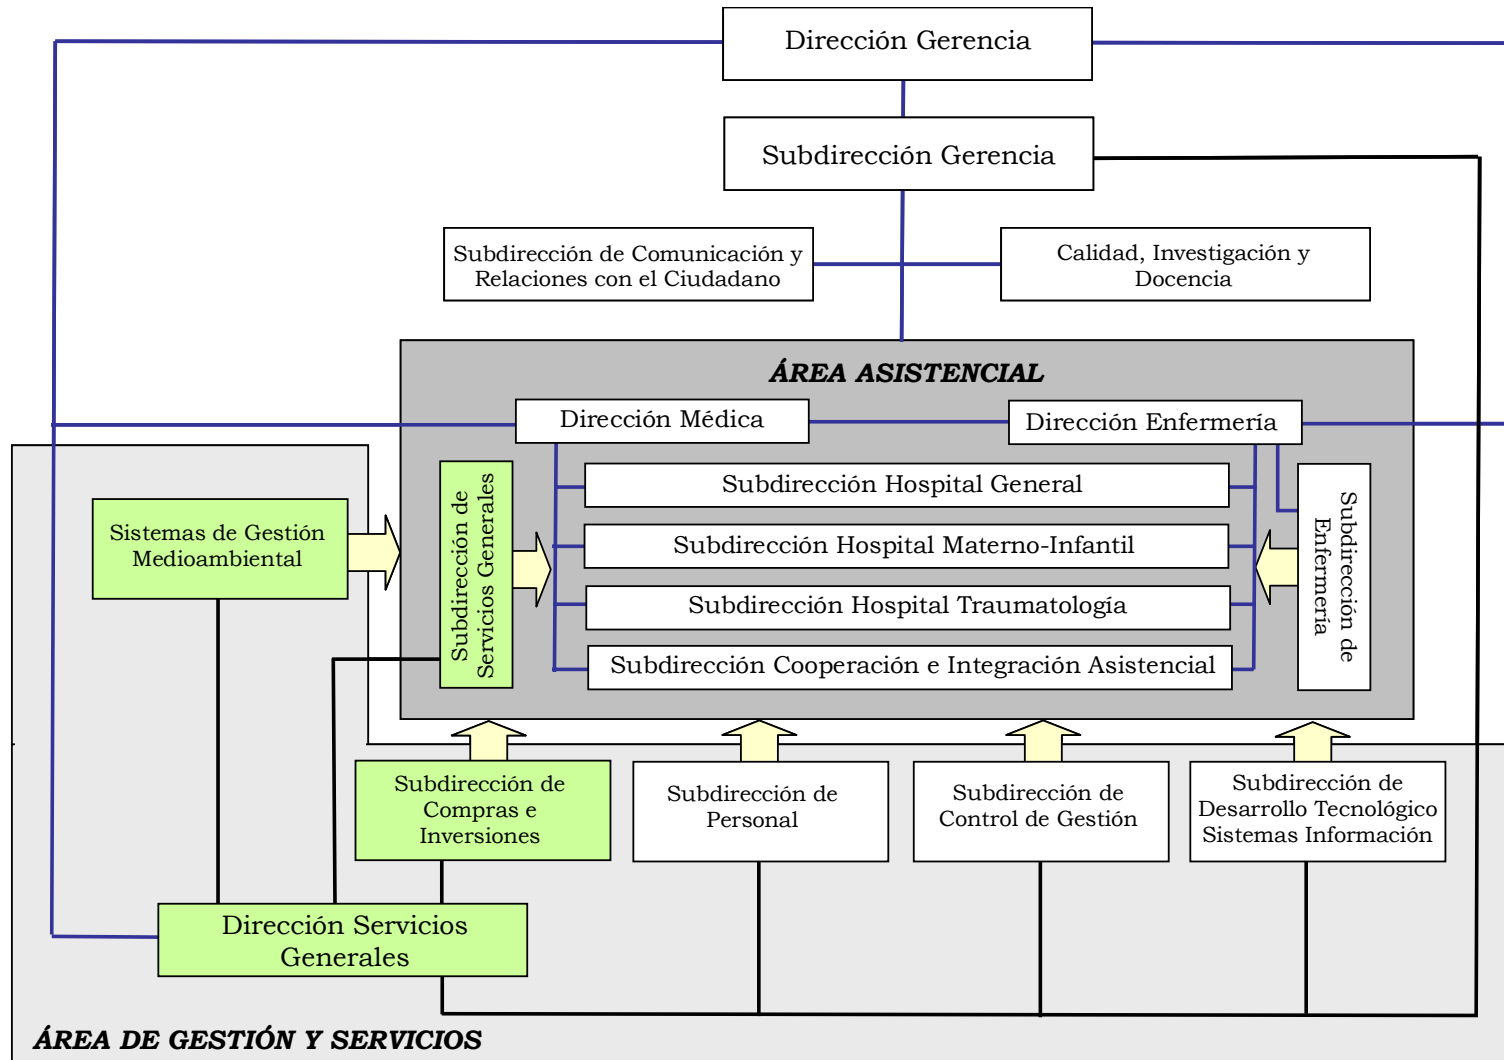 Dirección Gerencia
Subdirección Gerencia
Subdirección de Comunicación y
Relaciones con el Ciudadano
Calidad, Investigación y
Docencia
ÁREA ASISTENCIAL
Dirección Médica
Dirección Enfermería
Subdirección de
Servicios Generales
Subdirección Hospital General
Subdirección Hospital Materno-Infantil
Subdirección Hospital Traumatología
Subdirección Cooperación e Integración Asistencial
Subdirección de
Enfermería
Sistemas de Gestión
Medioambiental
Subdirección de
Compras e
Inversiones
Subdirección de
Personal
Subdirección de
Control de Gestión
Subdirección de
Desarrollo Tecnológico
Sistemas Información
Dirección Servicios
Generales
ÁREA DE GESTIÓN Y SERVICIOS